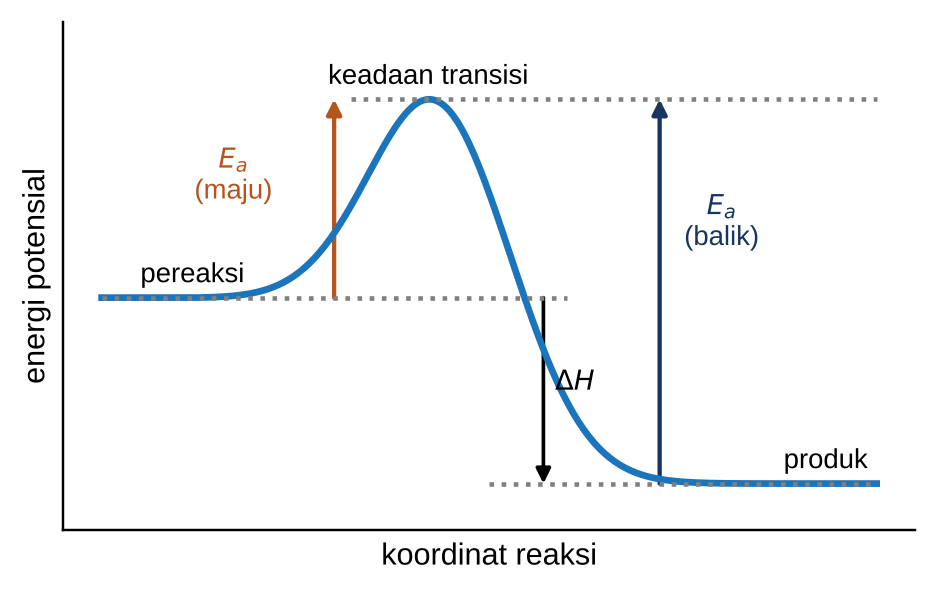 keadaan transisi
Eₐ
(maju)
Eₐ
(balik)
pereaksi
ΔH
produk
energi potensial
koordinat reaksi